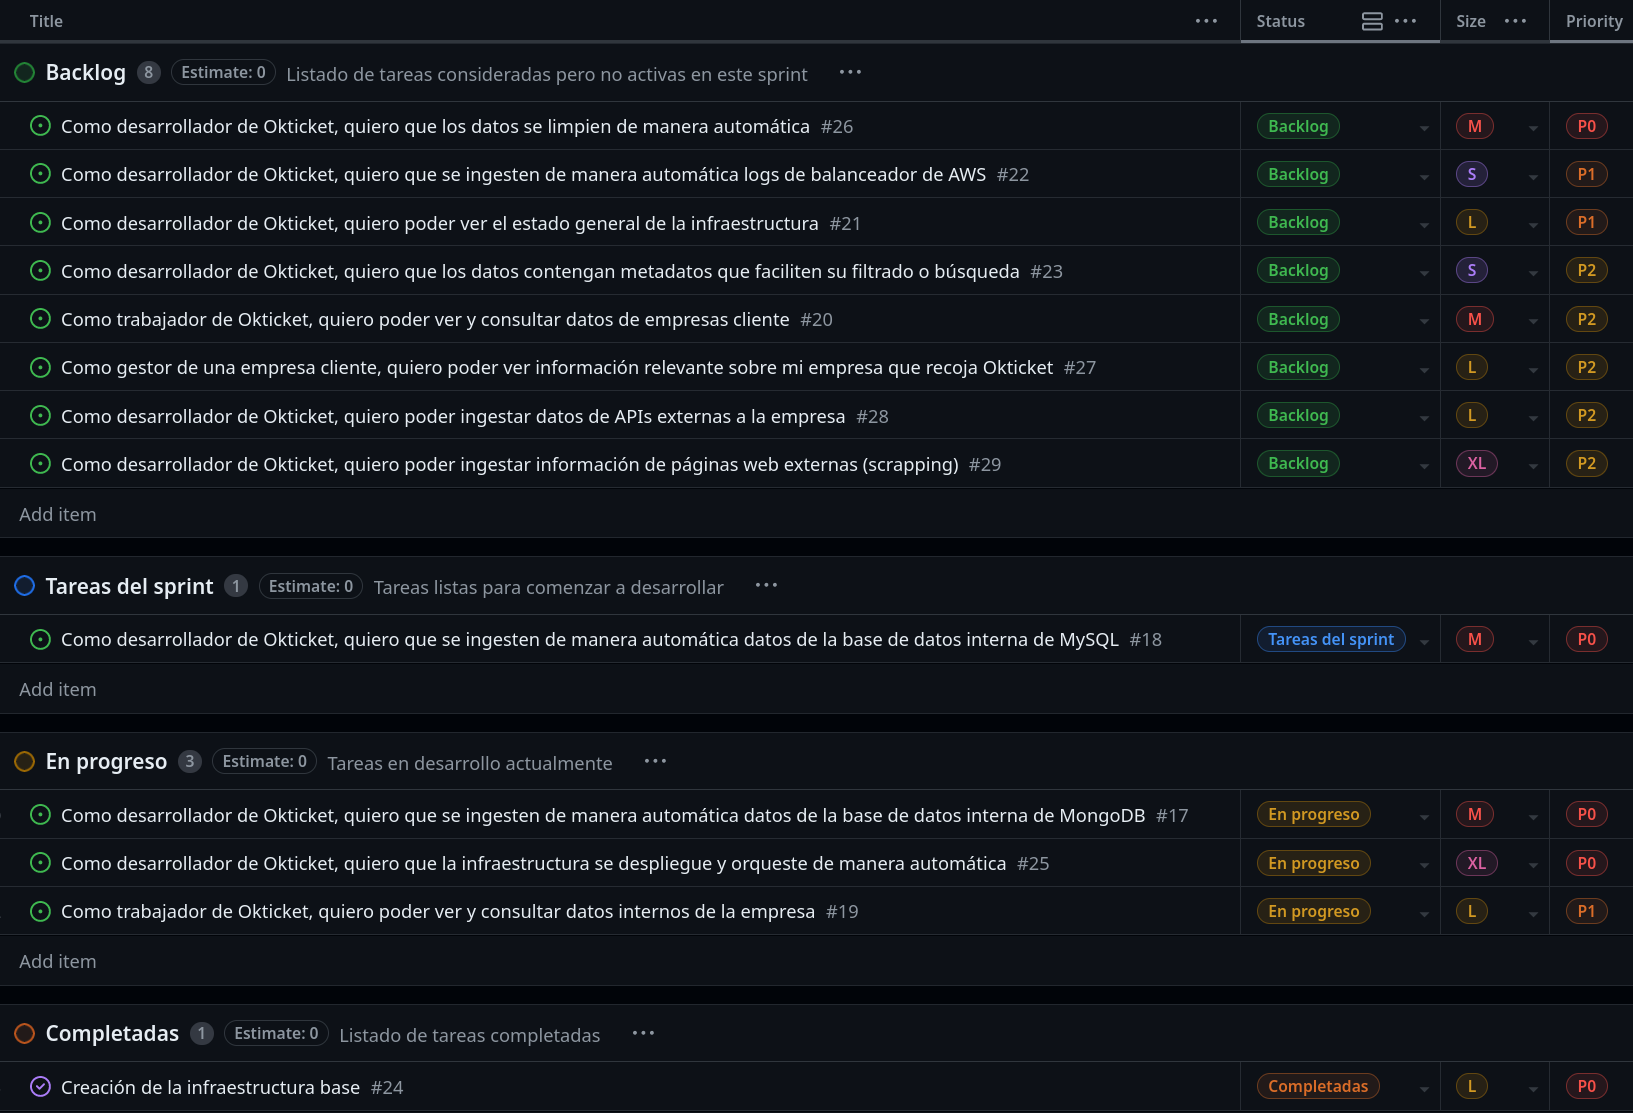 Title Status Size Priority
Backlog 8 Estimate: 0 Listado de tareas consideradas pero no activas en este sprint
Como desarrollador de Okticket, quiero que los datos se limpien de manera automática #26 Backlog M P0
Como desarrollador de Okticket, quiero que se ingesten de manera automática logs de balanceador de AWS #22 Backlog S P1
Como desarrollador de Okticket, quiero poder ver el estado general de la infraestructura #21 Backlog L P1
Como desarrollador de Okticket, quiero que los datos contengan metadatos que faciliten su filtrado o búsqueda #23 Backlog S P2
Como trabajador de Okticket, quiero poder ver y consultar datos de empresas cliente #20 Backlog M P2
Como gestor de una empresa cliente, quiero poder ver información relevante sobre mi empresa que recoja Okticket #27 Backlog L P2
Como desarrollador de Okticket, quiero poder ingestar datos de APIs externas a la empresa #28 Backlog L P2
Como desarrollador de Okticket, quiero poder ingestar información de páginas web externas (scrapping) #29 Backlog XL P2
Add item
Tareas del sprint 1 Estimate: 0 Tareas listas para comenzar a desarrollar
Como desarrollador de Okticket, quiero que se ingesten de manera automática datos de la base de datos interna de MySQL #18 Tareas del sprint M P0
Add item
En progreso 3 Estimate: 0 Tareas en desarrollo actualmente
Como desarrollador de Okticket, quiero que se ingesten de manera automática datos de la base de datos interna de MongoDB #17 En progreso M P0
Como desarrollador de Okticket, quiero que la infraestructura se despliegue y orqueste de manera automática #25 En progreso XL P0
Como trabajador de Okticket, quiero poder ver y consultar datos internos de la empresa #19 En progreso L P1
Add item
Completadas 1 Estimate: 0 Listado de tareas completadas
Creación de la infraestructura base #24 Completadas L P0